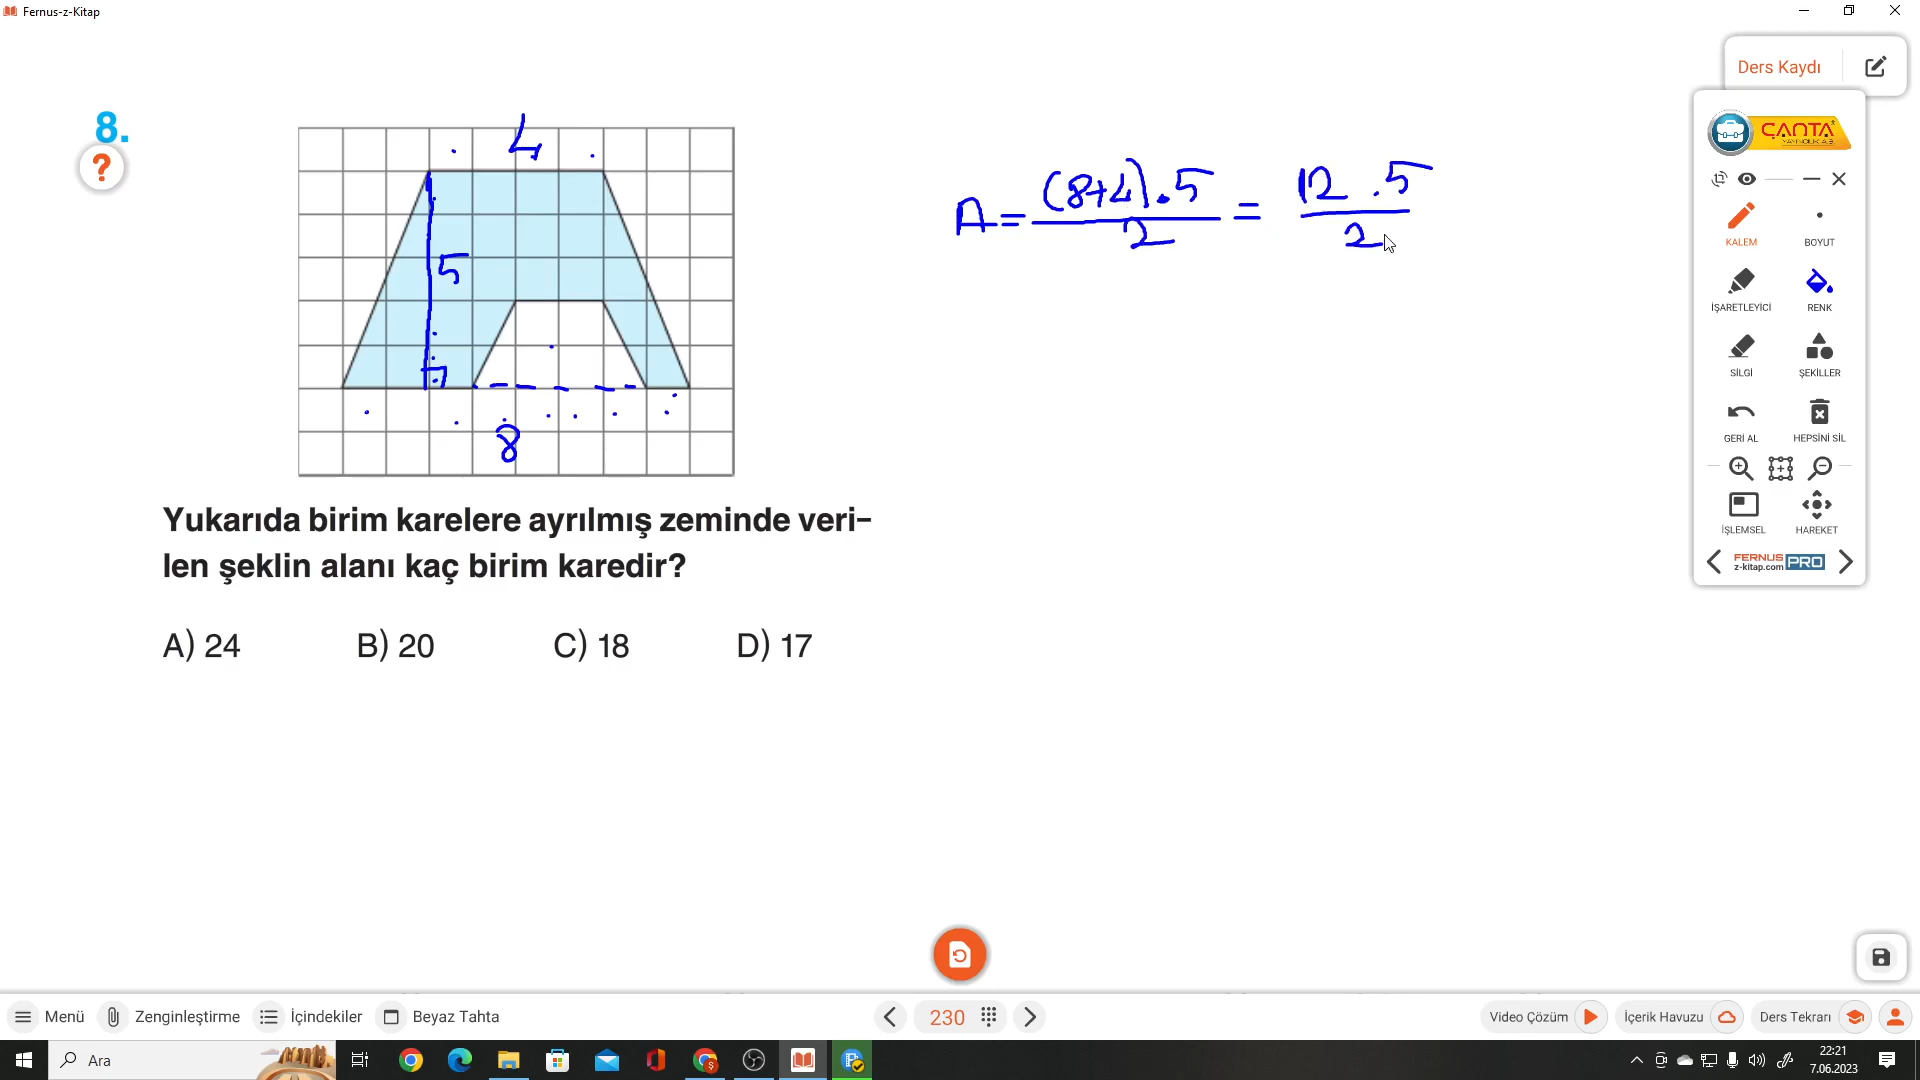 Fernus-z-Kitap
Ders Kaydı
8.
?
4
5
8
A = (8+4).5 / 2 = 12 .5 / 2
ÇANTA
YAYINCILIK A.Ş.
KALEM
BOYUT
İŞARETLEYİCİ
RENK
SİLGİ
ŞEKİLLER
GERİ AL
HEPSİNİ SİL
İŞLEMSEL
HAREKET
FERNUS
z-kitap.com PRO
Yukarıda birim karelere ayrılmış zeminde veri-
len şeklin alanı kaç birim karedir?
A) 24 B) 20 C) 18 D) 17
Menü Zenginleştirme İçindekiler Beyaz Tahta 230 Video Çözüm İçerik Havuzu Ders Tekrarı
Ara
22:21
7.06.2023